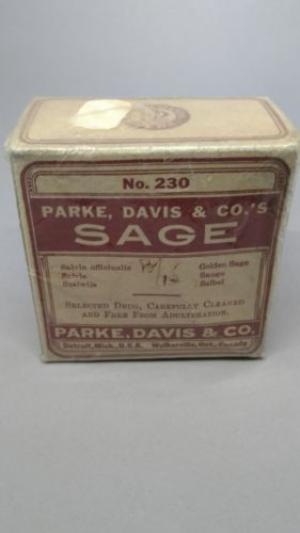 No. 230
PARKE, DAVIS & CO.'S
SAGE
Salvia officinalis Golden Sage
Salvia Sauge
Salbei
SELECTED DRUG, CAREFULLY CLEANED
AND FREE FROM ADULTERATION.
PARKE, DAVIS & CO.
Detroit, Mich., U.S.A. Walkerville, Ont., Canada